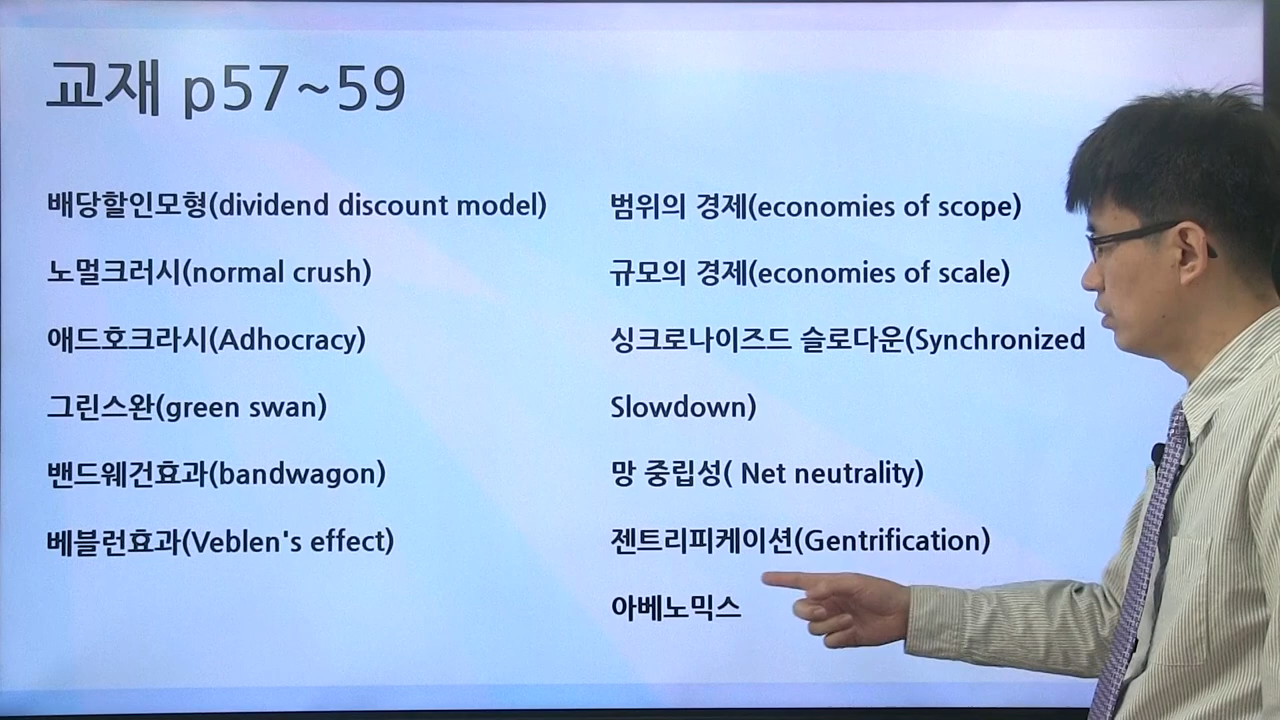 교재 p57~59
배당할인모형(dividend discount model)
노멀크러시(normal crush)
애드호크라시(Adhocracy)
그린스완(green swan)
밴드웨건효과(bandwagon)
베블런효과(Veblen's effect)
범위의 경제(economies of scope)
규모의 경제(economies of scale)
싱크로나이즈드 슬로다운(Synchronized
Slowdown)
망 중립성( Net neutrality)
젠트리피케이션(Gentrification)
아베노믹스